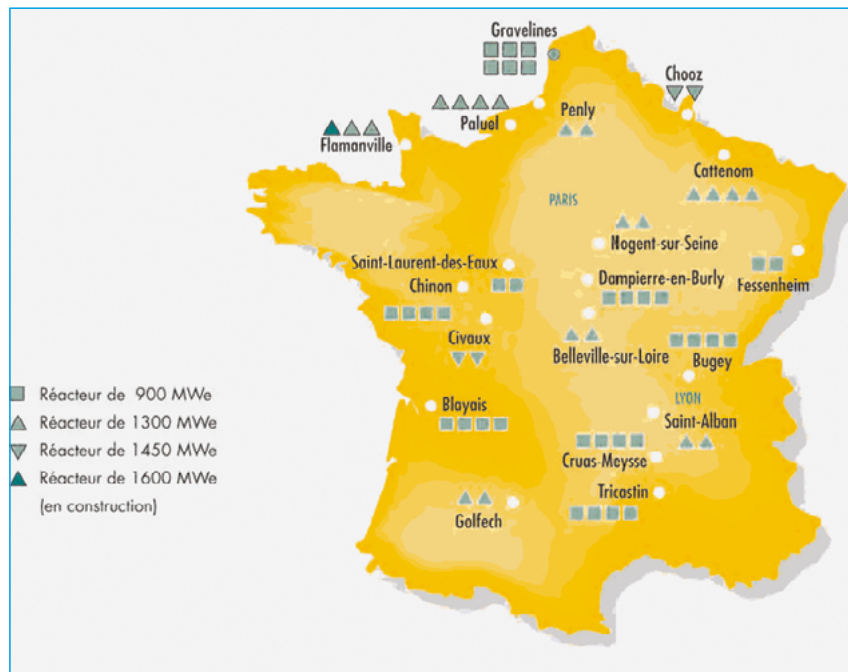 Gravelines
Chooz
Penly
Paluel
Flamanville
Cattenom
PARIS
Nogent-sur-Seine
Saint-Laurent-des-Eaux
Dampierre-en-Burly
Fessenheim
Chinon
Civaux
Belleville-sur-Loire
Bugey
LYON
Blayais
Saint-Alban
Cruas-Meysse
Tricastin
Golfech
Réacteur de 900 MWe
Réacteur de 1300 MWe
Réacteur de 1450 MWe
Réacteur de 1600 MWe
(en construction)